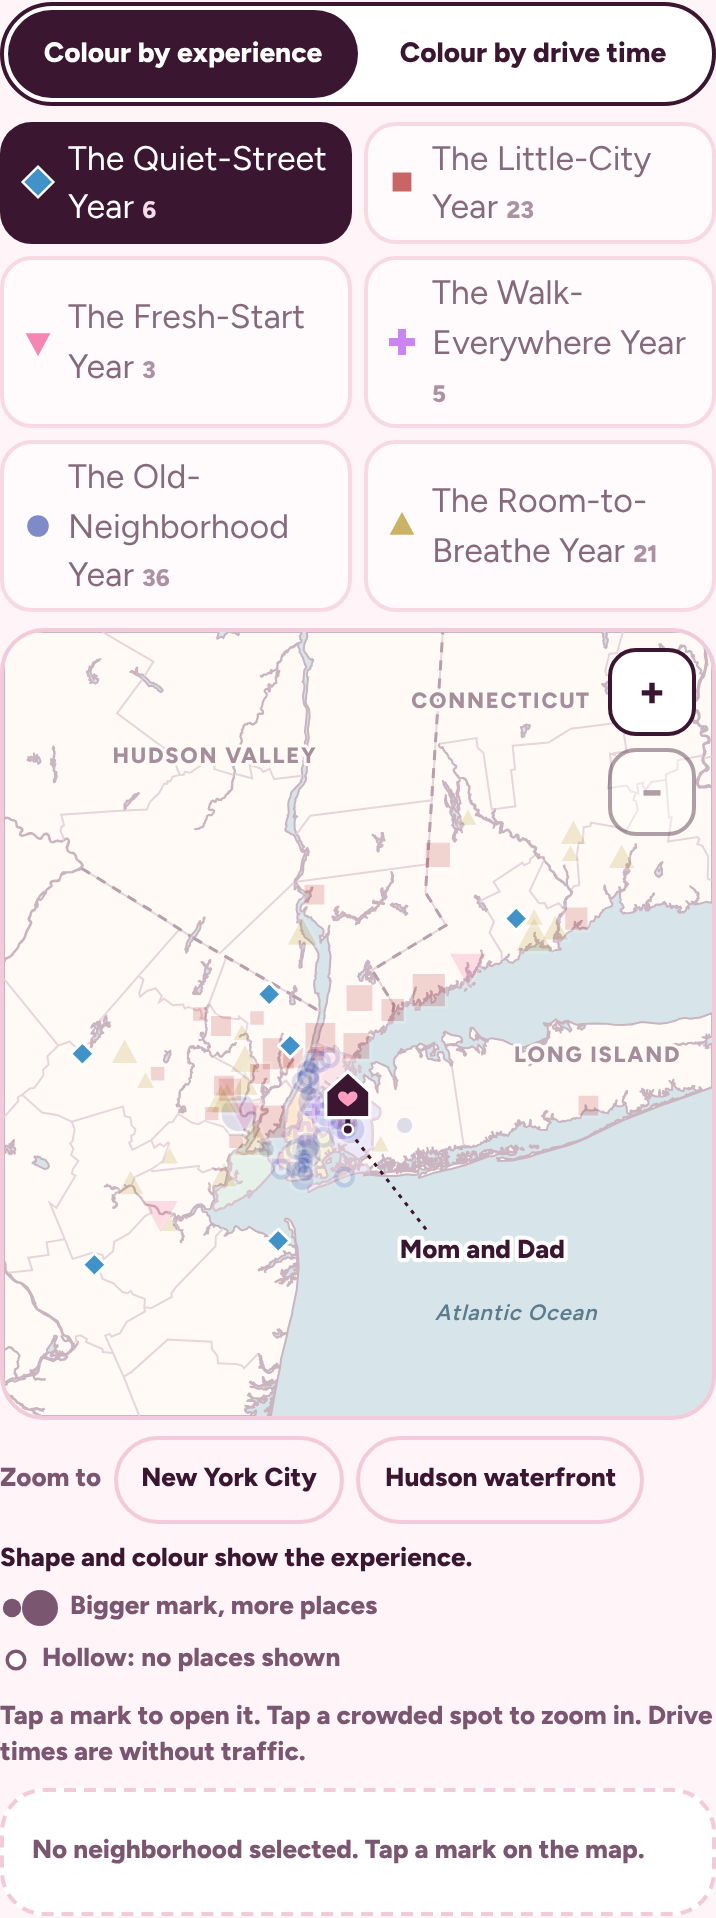 Colour by experience
Colour by drive time
The Quiet-Street
Year 6
The Little-City
Year 23
The Fresh-Start
Year 3
The Walk-
Everywhere Year
5
The Old-
Neighborhood
Year 36
The Room-to-
Breathe Year 21
CONNECTICUT
+
HUDSON VALLEY
−
LONG ISLAND
Mom and Dad
Atlantic Ocean
Zoom to
New York City
Hudson waterfront
Shape and colour show the experience.
Bigger mark, more places
Hollow: no places shown
Tap a mark to open it. Tap a crowded spot to zoom in. Drive
times are without traffic.
No neighborhood selected. Tap a mark on the map.